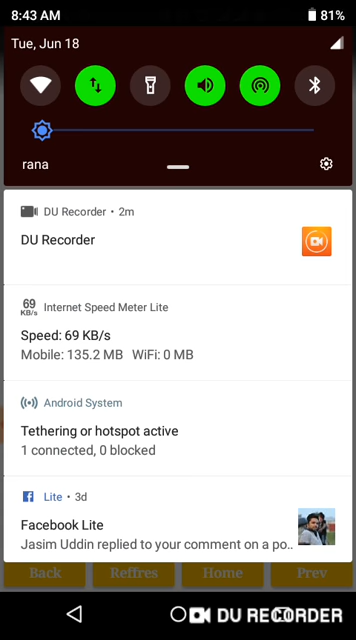 8:43 AM 81%
Tue, Jun 18
rana
DU Recorder • 2m
DU Recorder
69 KB/s Internet Speed Meter Lite
Speed: 69 KB/s
Mobile: 135.2 MB WiFi: 0 MB
Android System
Tethering or hotspot active
1 connected, 0 blocked
Lite • 3d
Facebook Lite
Jasim Uddin replied to your comment on a po..
Back Reffres Home Prev
DU RECORDER